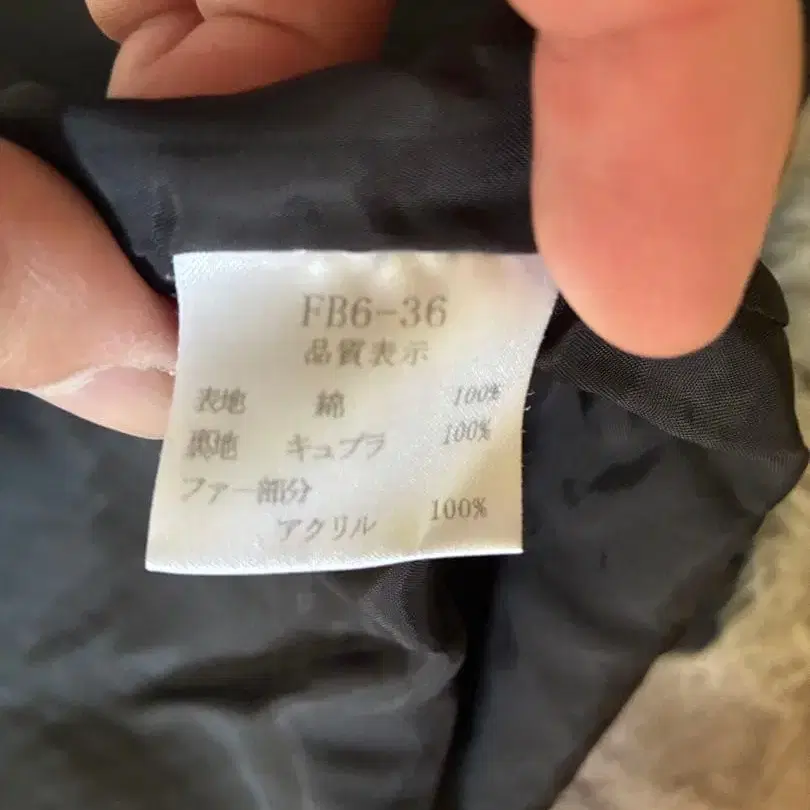 FB6-36
品質表示
表地 綿 100%
裏地 キュプラ 100%
ファー部分
アクリル 100%